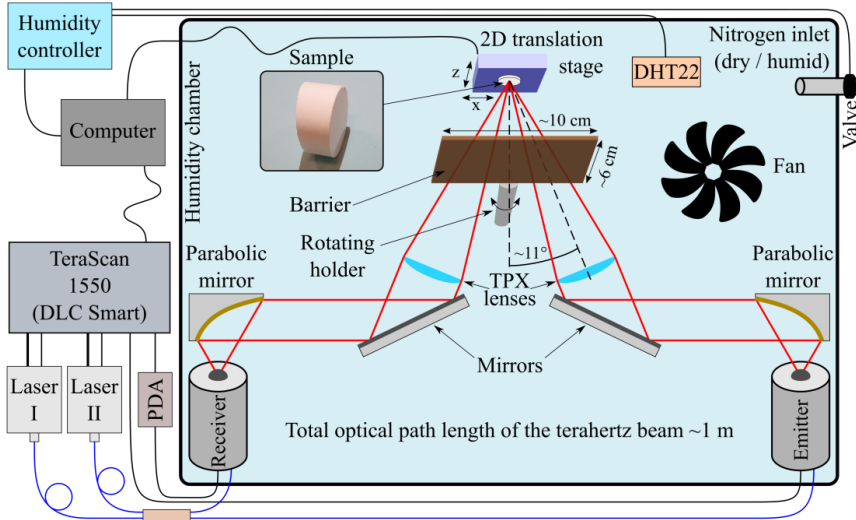 Humidity
controller
Computer
TeraScan
1550
(DLC Smart)
Laser
I
Laser
II
PDA
Humidity chamber
Sample
2D translation
stage
z
x
DHT22
Nitrogen inlet
(dry / humid)
Valve
~10 cm
~6 cm
Fan
Barrier
Rotating
holder
~11°
Parabolic
mirror
TPX
lenses
Parabolic
mirror
Mirrors
Receiver
Emitter
Total optical path length of the terahertz beam ~1 m